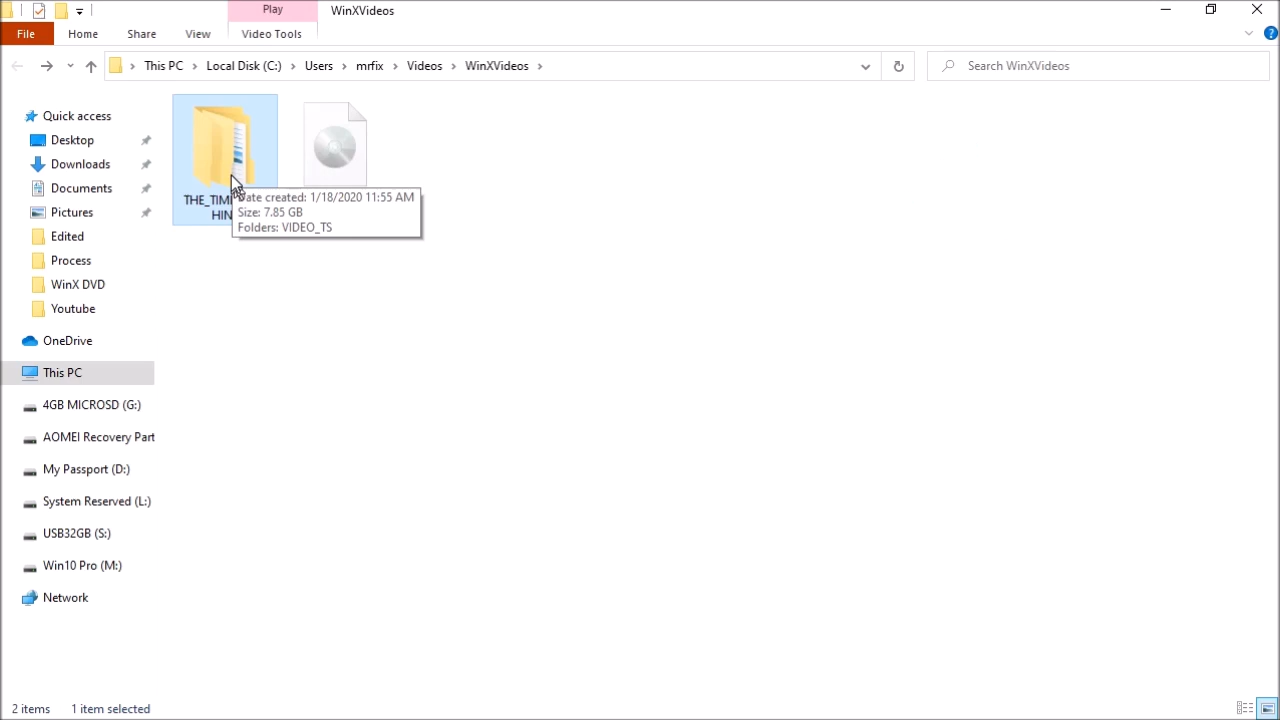 Play
WinXVideos
File
Home
Share
View
Video Tools
This PC
Local Disk (C:)
Users
mrfix
Videos
WinXVideos
Search WinXVideos
Quick access
Desktop
Downloads
Documents
Pictures
Edited
Process
WinX DVD
Youtube
OneDrive
This PC
4GB MICROSD (G:)
AOMEI Recovery Part
My Passport (D:)
System Reserved (L:)
USB32GB (S:)
Win10 Pro (M:)
Network
Date created: 1/18/2020 11:55 AM
Size: 7.85 GB
Folders: VIDEO_TS
2 items
1 item selected